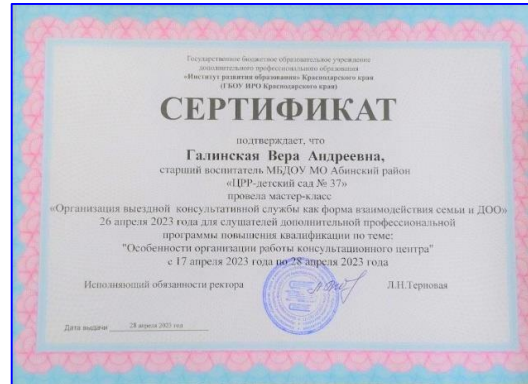 Государственное бюджетное образовательное учреждение
дополнительного профессионального образования
«Институт развития образования» Краснодарского края
(ГБОУ ИРО Краснодарского края)
СЕРТИФИКАТ
подтверждает, что
Галинская Вера Андреевна,
старший воспитатель МБДОУ МО Абинский район
«ЦРР-детский сад № 37»
провела мастер-класс
«Организация выездной консультативной службы как форма взаимодействия семьи и ДОО»
26 апреля 2023 года для слушателей дополнительной профессиональной
программы повышения квалификации по теме:
"Особенности организации работы консультационного центра"
с 17 апреля 2023 года по 28 апреля 2023 года
Исполняющий обязанности ректора Л.Н.Терновая
Дата выдачи 28 апреля 2023 год